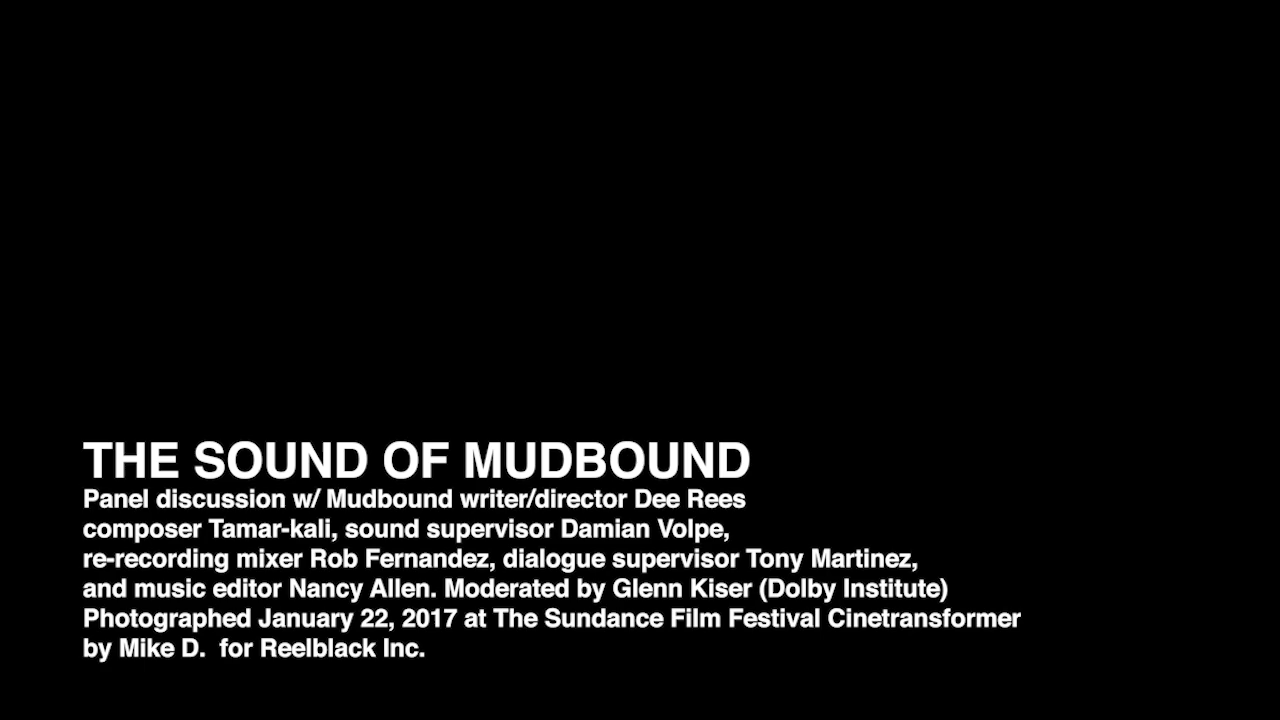 THE SOUND OF MUDBOUND
Panel discussion w/ Mudbound writer/director Dee Rees
composer Tamar-kali, sound supervisor Damian Volpe,
re-recording mixer Rob Fernandez, dialogue supervisor Tony Martinez,
and music editor Nancy Allen. Moderated by Glenn Kiser (Dolby Institute)
Photographed January 22, 2017 at The Sundance Film Festival Cinetransformer
by Mike D.  for Reelblack Inc.